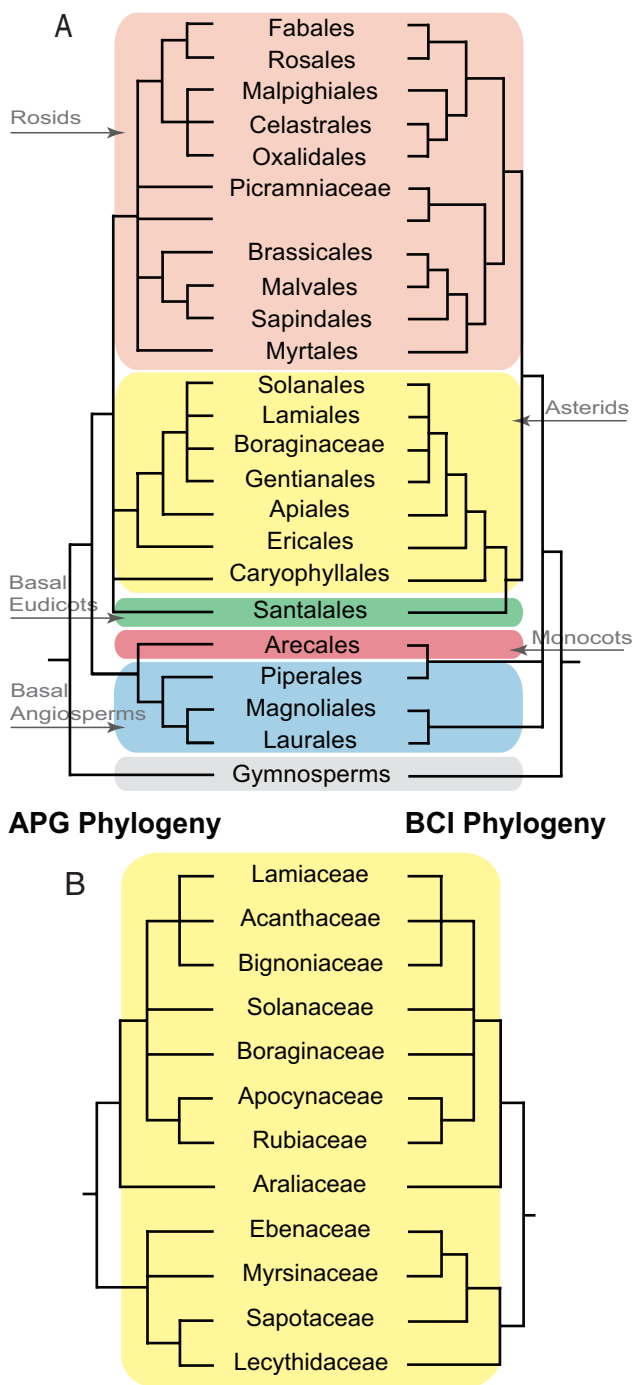 A
Fabales
Rosales
Malpighiales
Rosids
Celastrales
Oxalidales
Picramniaceae
Brassicales
Malvales
Sapindales
Myrtales
Solanales
Lamiales
Asterids
Boraginaceae
Gentianales
Apiales
Ericales
Caryophyllales
Basal
Eudicots
Santalales
Arecales
Monocots
Piperales
Basal
Angiosperms
Magnoliales
Laurales
Gymnosperms
APG Phylogeny
BCI Phylogeny
B
Lamiaceae
Acanthaceae
Bignoniaceae
Solanaceae
Boraginaceae
Apocynaceae
Rubiaceae
Araliaceae
Ebenaceae
Myrsinaceae
Sapotaceae
Lecythidaceae